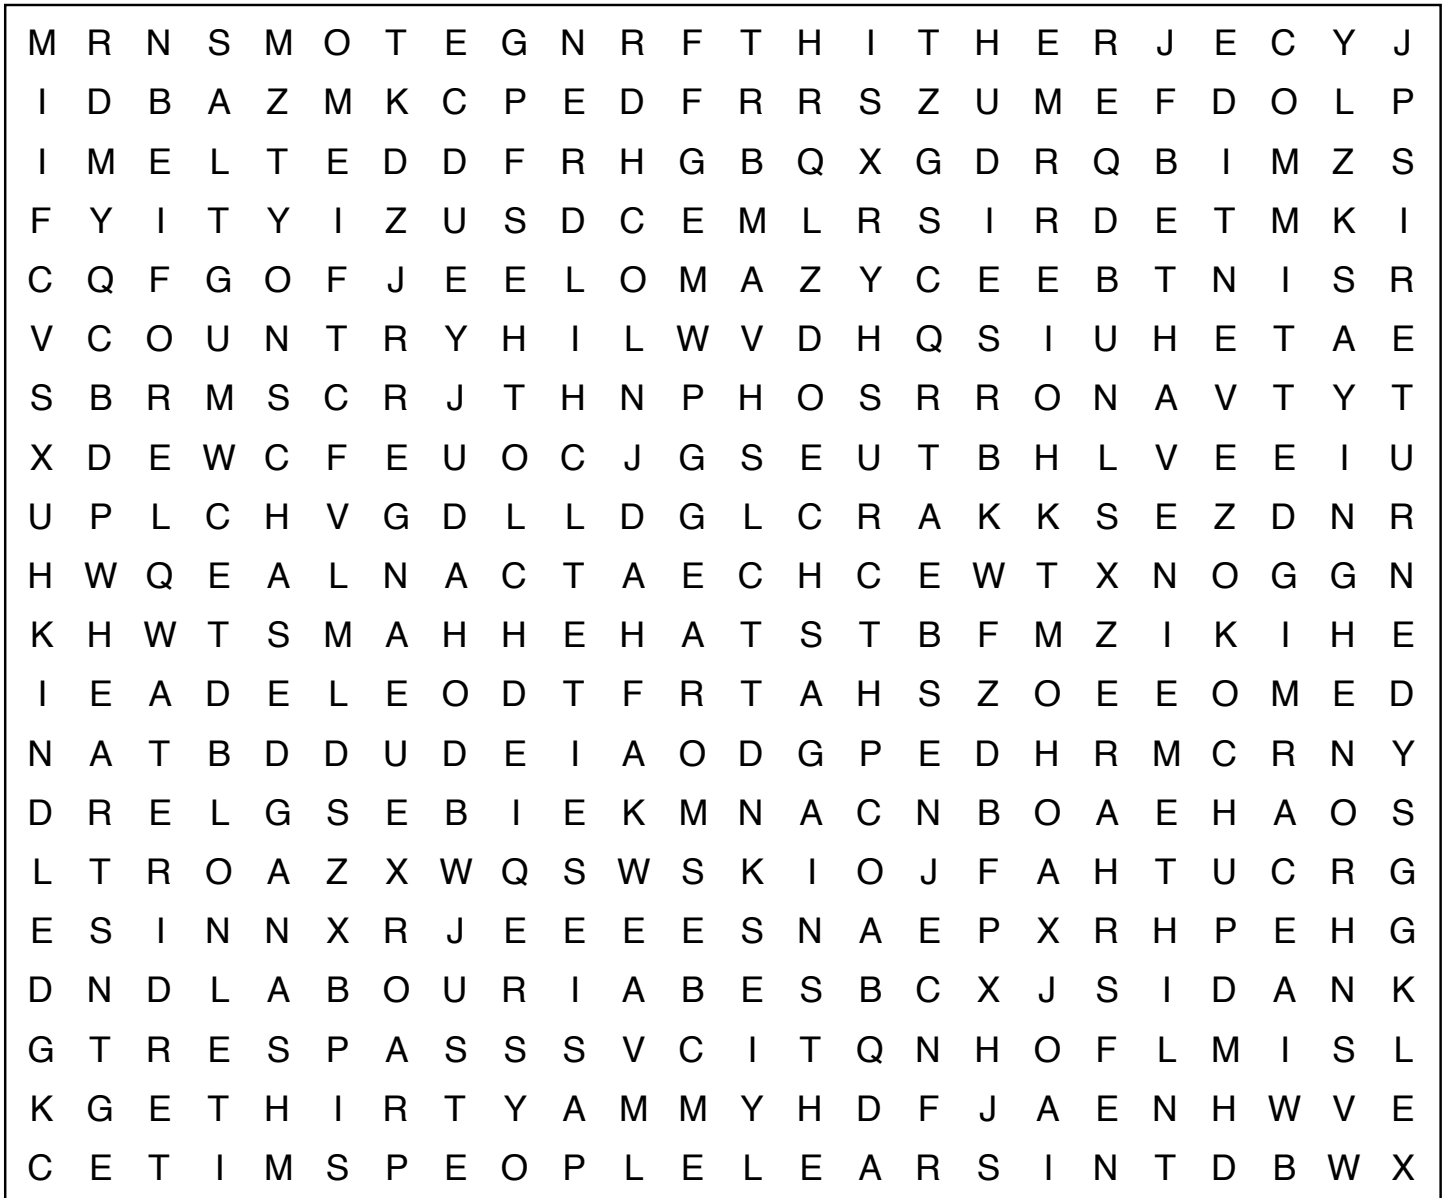 M R N S M O T E G N R F T H I T H E R J E C Y J
I D B A Z M K C P E D F R R S Z U M E F D O L P
I M E L T E D D F R H G B Q X G D R Q B I M Z S
F Y I T Y I Z U S D C E M L R S I R D E T M K I
C Q F G O F J E E L O M A Z Y C E E B T N I S R
V C O U N T R Y H I L W V D H Q S I U H E T A E
S B R M S C R J T H N P H O S R R O N A V T Y T
X D E W C F E U O C J G S E U T B H L V E E I U
U P L C H V G D L L D G L C R A K K S E Z D N R
H W Q E A L N A C T A E C H C E W T X N O G G N
K H W T S M A H H E H A T S T B F M Z I K I H E
I E A D E L E O D T F R T A H S Z O E E O M E D
N A T B D D U D E I A O D G P E D H R M C R N Y
D R E L G S E B I E K M N A C N B O A E H A O S
L T R O A Z X W Q S W S K I O J F A H T U C R G
E S I N N X R J E E E E S N A E P X R H P E H G
D N D L A B O U R I A B E S B C X J S I D A N K
G T R E S P A S S S V C I T Q N H O F L M I S L
K G E T H I R T Y A M M Y H D F J A E N H W V E
C E T I M S P E O P L E L E A R S I N T D B W X